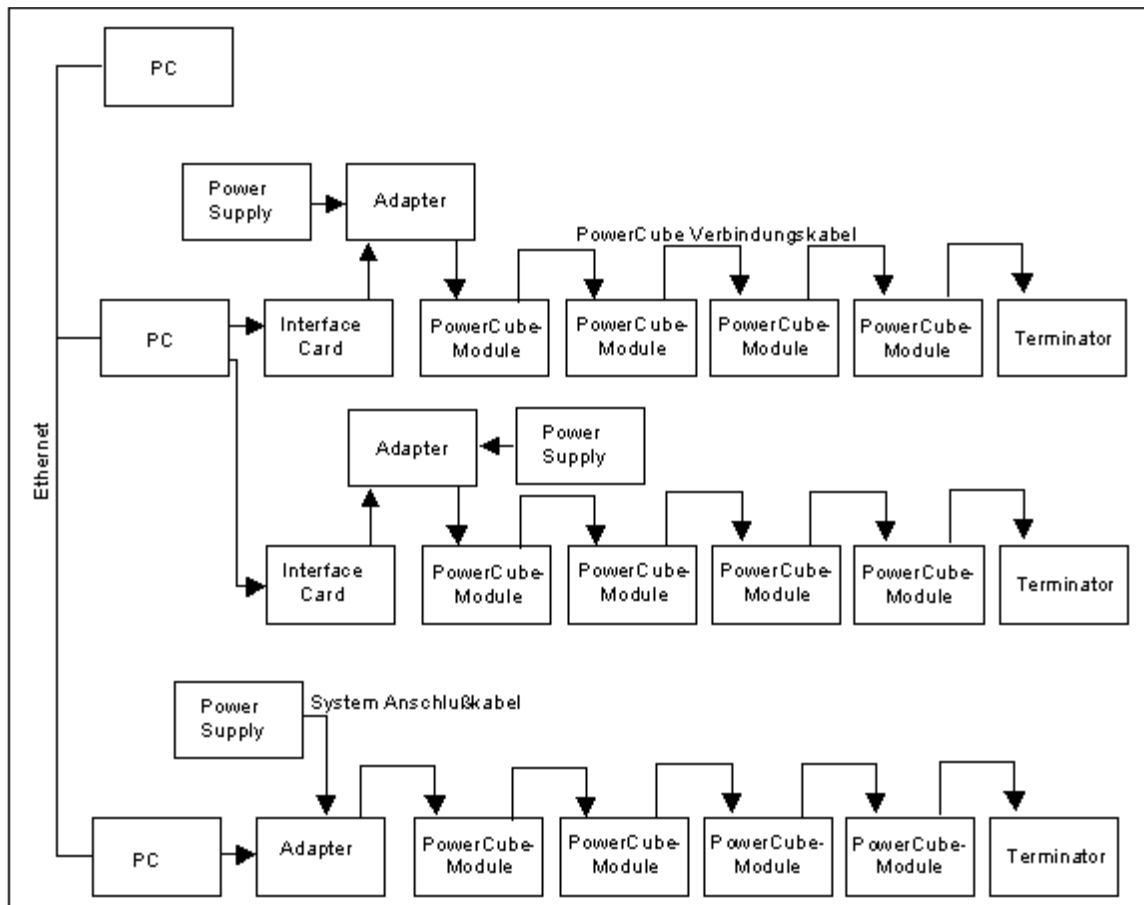 PC
Power
Supply
Adapter
PowerCube Verbindungskabel
PC
Interface
Card
PowerCube-
Module
PowerCube-
Module
PowerCube-
Module
PowerCube-
Module
Terminator
Ethernet
Adapter
Power
Supply
Interface
Card
PowerCube-
Module
PowerCube-
Module
PowerCube-
Module
PowerCube-
Module
Terminator
Power
Supply
System Anschlußkabel
PC
Adapter
PowerCube-
Module
PowerCube-
Module
PowerCube-
Module
PowerCube-
Module
Terminator